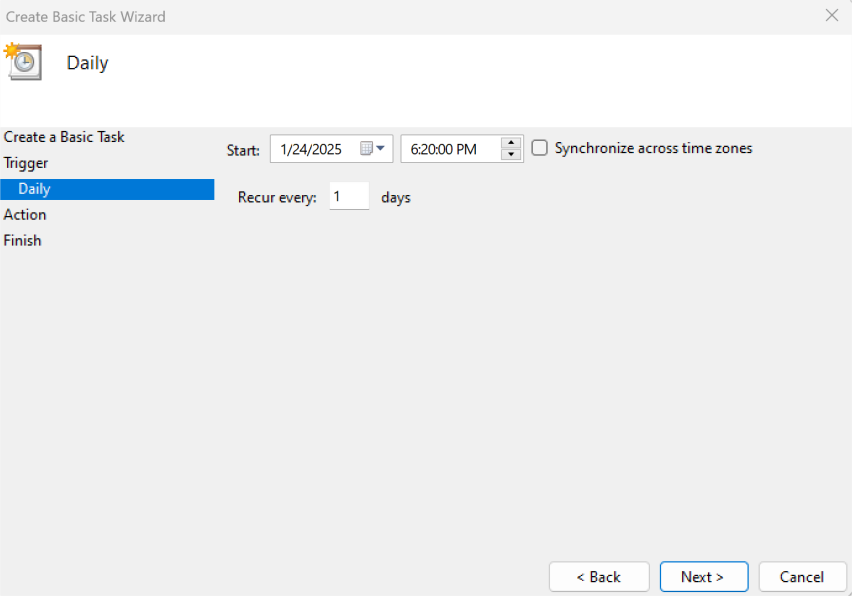 Create Basic Task Wizard
Daily
Create a Basic Task
Trigger
Daily
Action
Finish
Start: 1/24/2025 6:20:00 PM Synchronize across time zones
Recur every: 1 days
< Back Next > Cancel